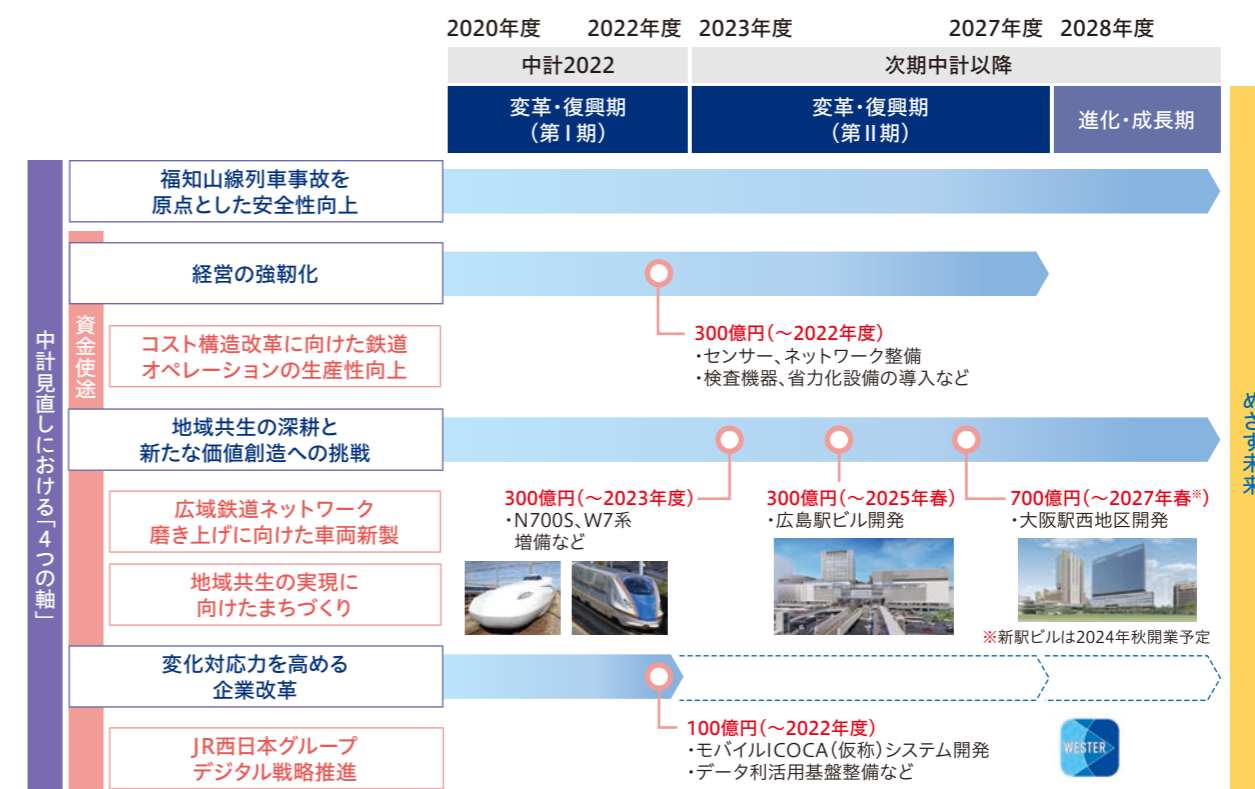 2020年度 2022年度 2023年度 2027年度 2028年度
中計2022 次期中計以降
変革・復興期
（第Ⅰ期）
変革・復興期
（第Ⅱ期）
進化・成長期
中計見直しにおける「4つの軸」
資金使途
福知山線列車事故を
原点とした安全性向上
経営の強靭化
コスト構造改革に向けた鉄道
オペレーションの生産性向上
300億円（～2022年度）
・センサー、ネットワーク整備
・検査機器、省力化設備の導入など
地域共生の深耕と
新たな価値創造への挑戦
広域鉄道ネットワーク
磨き上げに向けた車両新製
地域共生の実現に
向けたまちづくり
300億円（～2023年度）
・N700S、W7系
増備など
300億円（～2025年春）
・広島駅ビル開発
700億円（～2027年春※）
・大阪駅西地区開発
※新駅ビルは2024年秋開業予定
変化対応力を高める
企業改革
JR西日本グループ
デジタル戦略推進
100億円（～2022年度）
・モバイルICOCA（仮称）システム開発
・データ利活用基盤整備など
WESTER
めざす未来